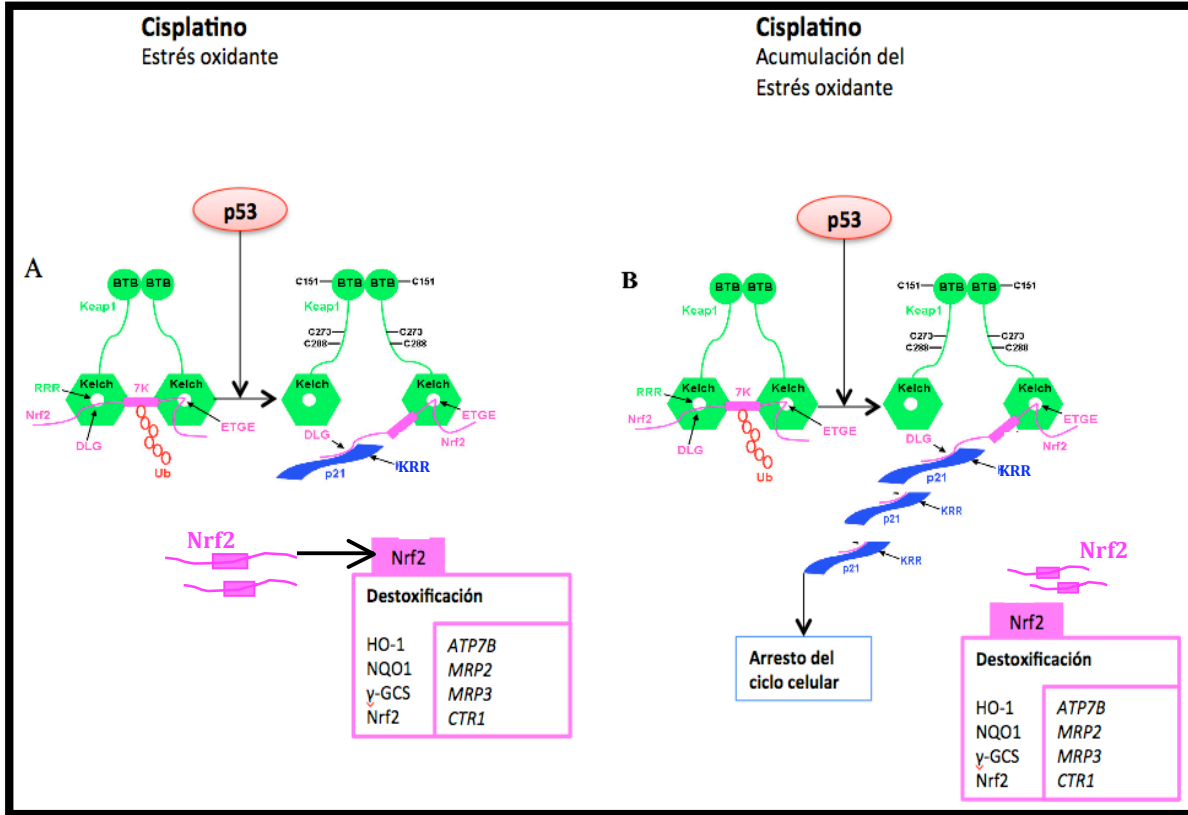 Cisplatino
Estrés oxidante
p53
A
BTB BTB
Keap1
C151 BTB BTB C151
C273 C273
C288 C288
RRR
Kelch 7K Kelch
Nrf2
DLG
ETGE
Ub
Kelch Kelch
ETGE
Nrf2
DLG
KRR
p21
Nrf2
Nrf2
Destoxificación
HO-1 ATP7B
NQO1 MRP2
γ-GCS MRP3
Nrf2 CTR1
Cisplatino
Acumulación del
Estrés oxidante
p53
B
BTB BTB
Keap1
C151 BTB BTB C151
Keap1
C273 C273
C288 C288
RRR
Kelch 7K Kelch
Nrf2
DLG
ETGE
Ub
Kelch Kelch
ETGE
Nrf2
DLG
KRR
p21
KRR
p21
KRR
p21
Arresto del
ciclo celular
Nrf2
Nrf2
Destoxificación
HO-1 ATP7B
NQO1 MRP2
γ-GCS MRP3
Nrf2 CTR1